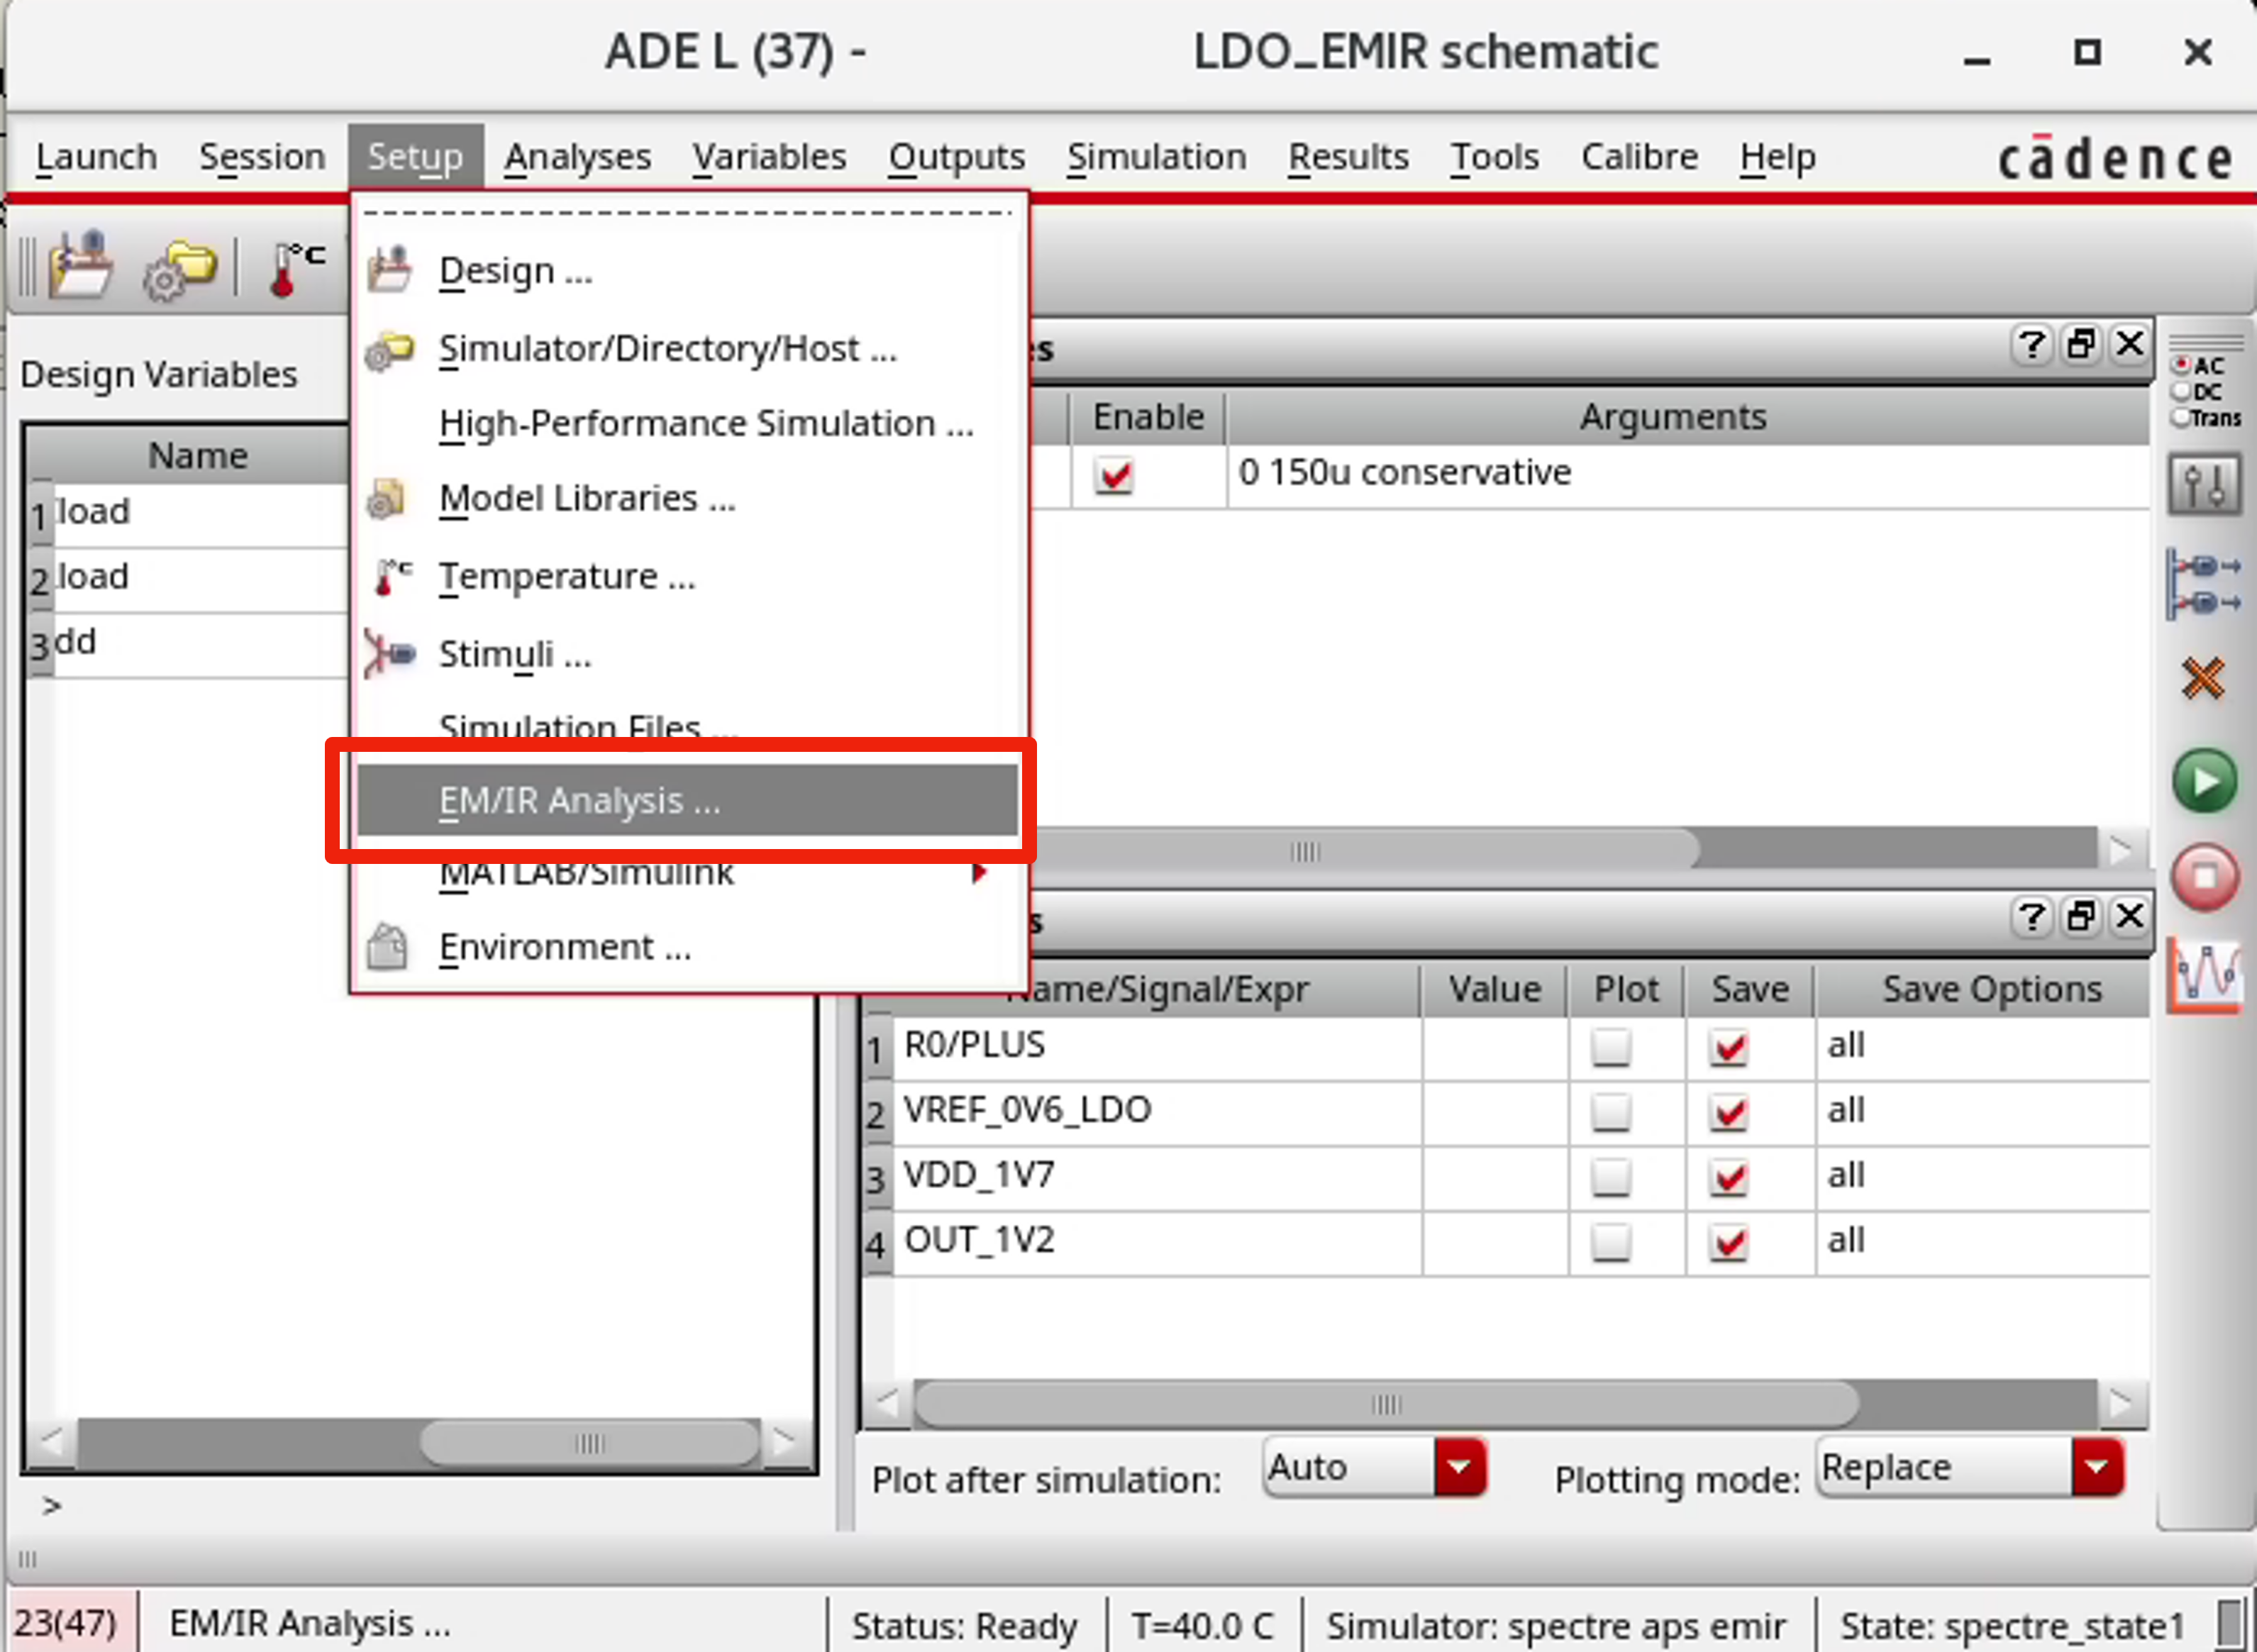 ADE L (37) - LDO_EMIR schematic
Launch Session Setup Analyses Variables Outputs Simulation Results Tools Calibre Help cādence
°C
Design ...
Simulator/Directory/Host ...
High-Performance Simulation ...
Model Libraries ...
Temperature ...
Stimuli ...
Simulation Files ...
EM/IR Analysis ...
MATLAB/Simulink
Environment ...
Design Variables
Name
1 load
2 load
3 dd
>
es
Enable Arguments
0 150u conservative
AC
DC
Trans
s
Name/Signal/Expr Value Plot Save Save Options
1 R0/PLUS all
2 VREF_0V6_LDO all
3 VDD_1V7 all
4 OUT_1V2 all
Plot after simulation: Auto Plotting mode: Replace
23(47) EM/IR Analysis ... Status: Ready T=40.0 C Simulator: spectre aps emir State: spectre_state1